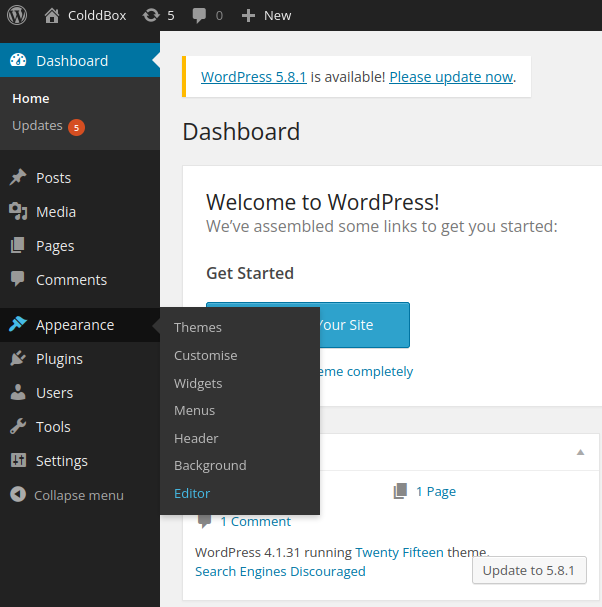 ColddBox 5 0 New
Dashboard
Home
Updates 5
Posts
Media
Pages
Comments
Appearance
Plugins
Users
Tools
Settings
Collapse menu
Themes
Customise
Widgets
Menus
Header
Background
Editor
WordPress 5.8.1 is available! Please update now.
Dashboard
Welcome to WordPress!
We've assembled some links to get you started:
Get Started
Your Site
eme completely
1 Page
1 Comment
WordPress 4.1.31 running Twenty Fifteen theme.
Search Engines Discouraged
Update to 5.8.1